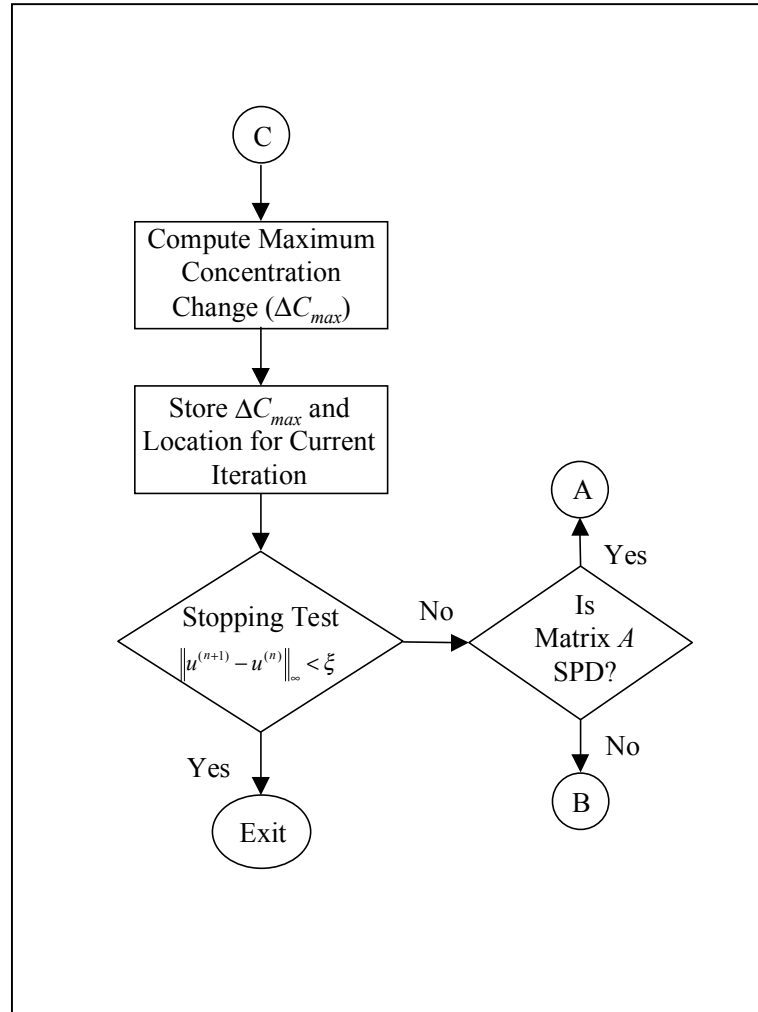 C
Compute Maximum
Concentration
Change (ΔC_max)
Store ΔC_max and
Location for Current
Iteration
A
Yes
Stopping Test
‖u^(n+1) − u^(n)‖_∞ < ξ
No
Is
Matrix A
SPD?
Yes
No
Exit
B